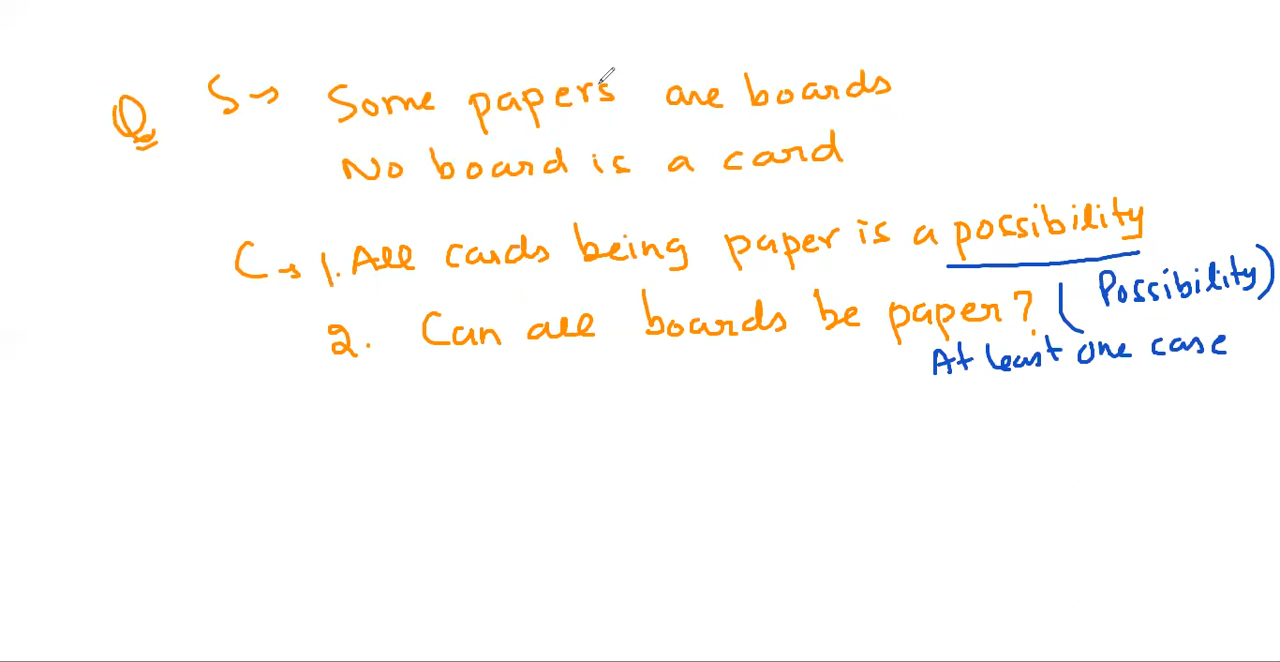 Q S→ Some papers are boards
No board is a card
C→ 1. All cards being paper is a possibility
2. Can all boards be paper? (Possibility)
At least one case